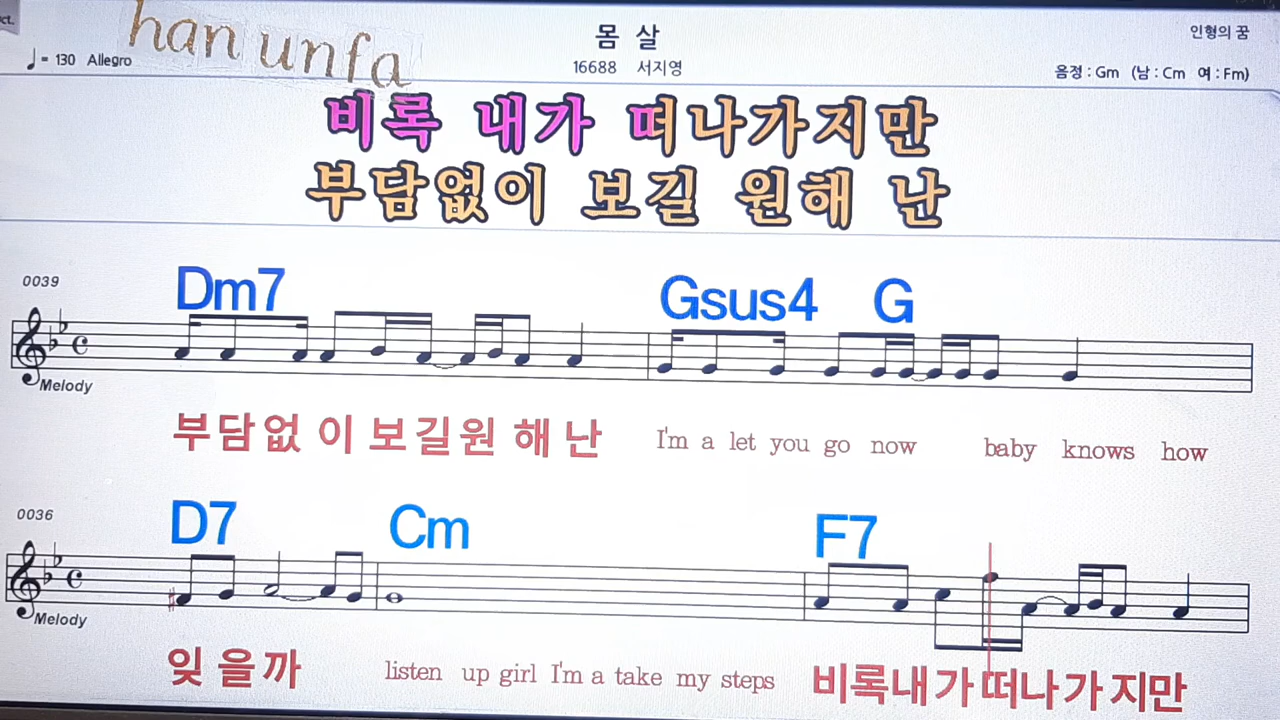 ct.
han unfa
몸 살
인형의 꿈
♩= 130 Allegro
16688 서지영
음정 : Gm (남 : Cm 여 : Fm)
비록 내가 떠나가지만
부담없이 보길 원해 난
0039
Dm7 Gsus4 G
Melody
부담없 이 보길원 해 난 I'm a let you go now baby knows how
0036
D7 Cm F7
Melody
잊 을까 listen up girl I'm a take my steps 비록내가 떠나가지만